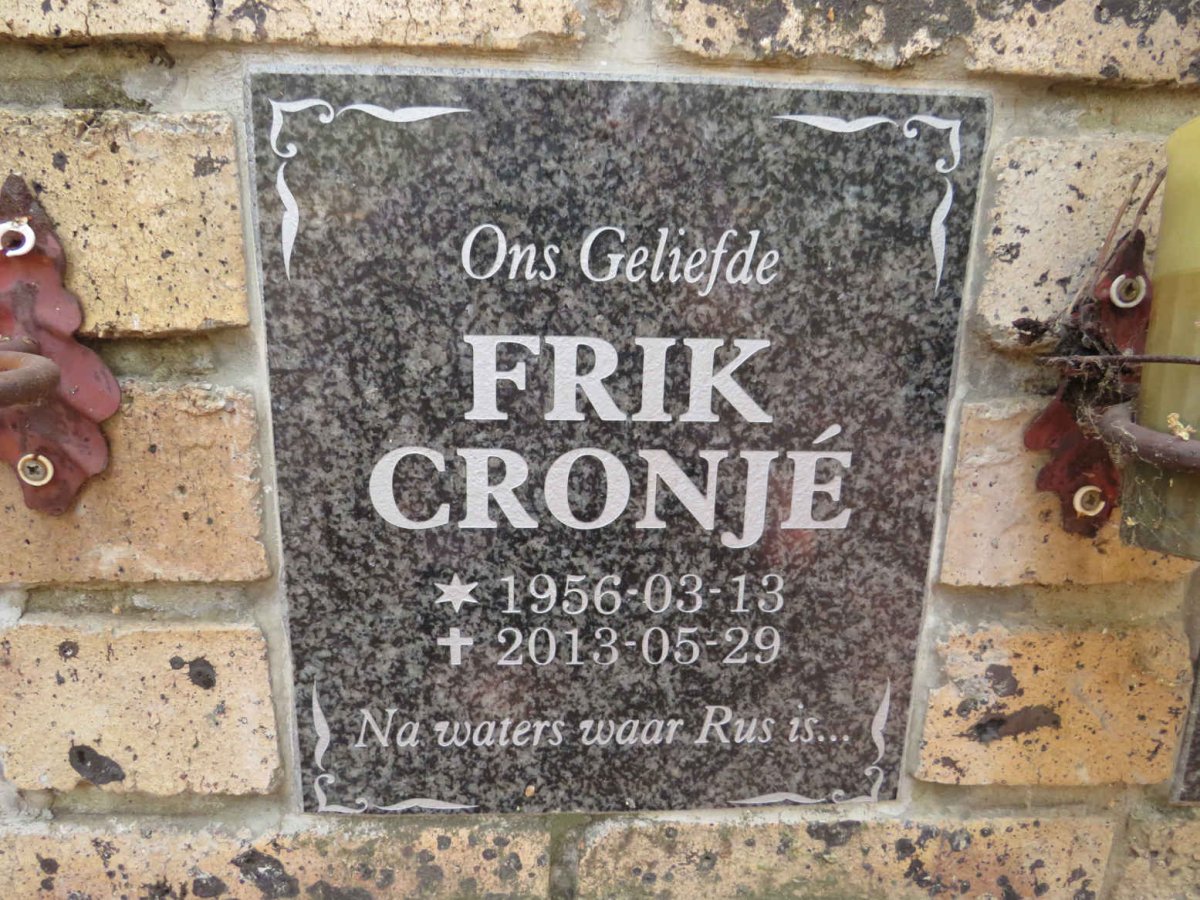 Ons Geliefde
FRIK
CRONJÉ
✶ 1956-03-13
✝ 2013-05-29
Na waters waar Rus is...